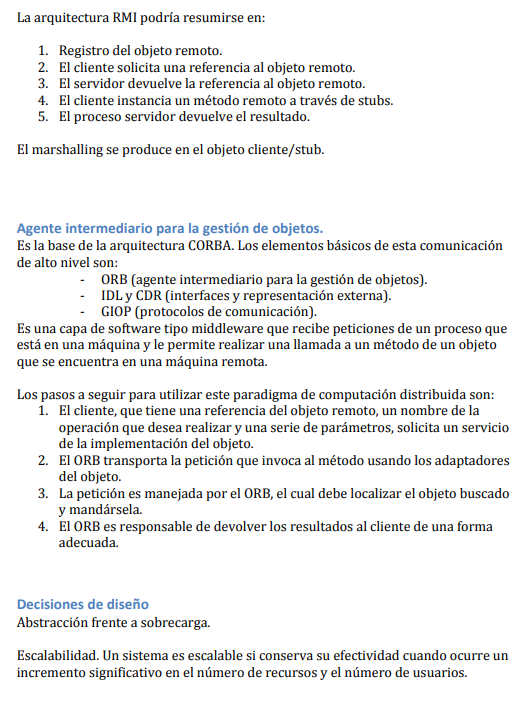 La arquitectura RMI podría resumirse en:
1. Registro del objeto remoto.
2. El cliente solicita una referencia al objeto remoto.
3. El servidor devuelve la referencia al objeto remoto.
4. El cliente instancia un método remoto a través de stubs.
5. El proceso servidor devuelve el resultado.
El marshalling se produce en el objeto cliente/stub.
Agente intermediario para la gestión de objetos.
Es la base de la arquitectura CORBA. Los elementos básicos de esta comunicación
de alto nivel son:
- ORB (agente intermediario para la gestión de objetos).
- IDL y CDR (interfaces y representación externa).
- GIOP (protocolos de comunicación).
Es una capa de software tipo middleware que recibe peticiones de un proceso que
está en una máquina y le permite realizar una llamada a un método de un objeto
que se encuentra en una máquina remota.
Los pasos a seguir para utilizar este paradigma de computación distribuida son:
1. El cliente, que tiene una referencia del objeto remoto, un nombre de la
operación que desea realizar y una serie de parámetros, solicita un servicio
de la implementación del objeto.
2. El ORB transporta la petición que invoca al método usando los adaptadores
del objeto.
3. La petición es manejada por el ORB, el cual debe localizar el objeto buscado
y mandársela.
4. El ORB es responsable de devolver los resultados al cliente de una forma
adecuada.
Decisiones de diseño
Abstracción frente a sobrecarga.
Escalabilidad. Un sistema es escalable si conserva su efectividad cuando ocurre un
incremento significativo en el número de recursos y el número de usuarios.